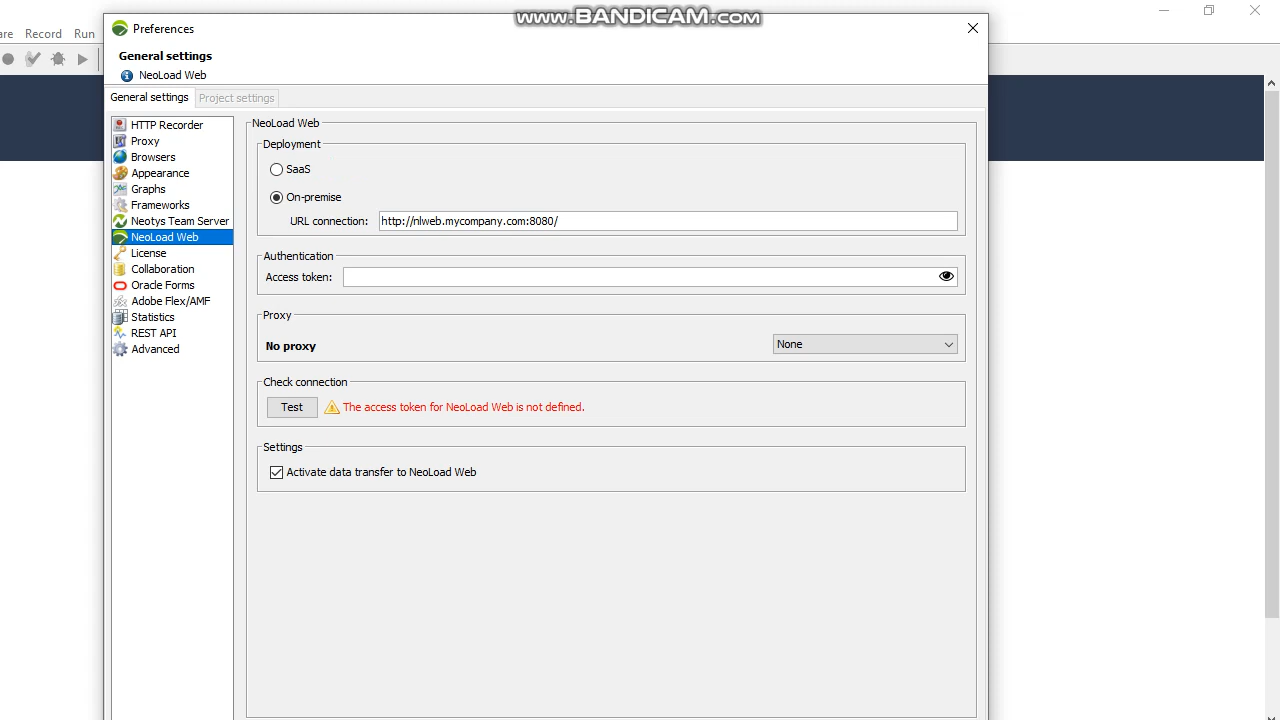 www.BANDICAM.com
Preferences
are Record Run
General settings
NeoLoad Web
General settings Project settings
HTTP Recorder
Proxy
Browsers
Appearance
Graphs
Frameworks
Neotys Team Server
NeoLoad Web
License
Collaboration
Oracle Forms
Adobe Flex/AMF
Statistics
REST API
Advanced
NeoLoad Web
Deployment
SaaS
On-premise
URL connection: http://nlweb.mycompany.com:8080/
Authentication
Access token:
Proxy
No proxy None
Check connection
Test The access token for NeoLoad Web is not defined.
Settings
Activate data transfer to NeoLoad Web